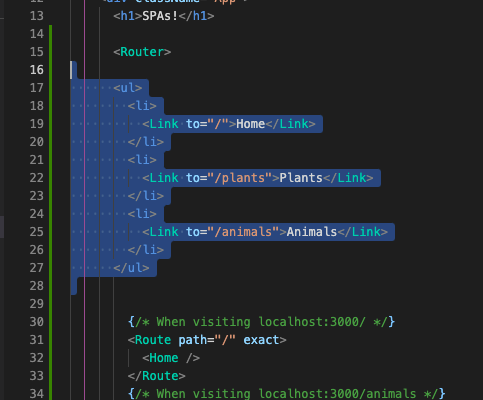 12 <div className="App">
13 <h1>SPAs!</h1>
14
15 <Router>
16
17 <ul>
18 <li>
19 <Link to="/">Home</Link>
20 </li>
21 <li>
22 <Link to="/plants">Plants</Link>
23 </li>
24 <li>
25 <Link to="/animals">Animals</Link>
26 </li>
27 </ul>
28
29
30 {/* When visiting localhost:3000/ */}
31 <Route path="/" exact>
32 <Home />
33 </Route>
34 {/* When visiting localhost:3000/animals */}